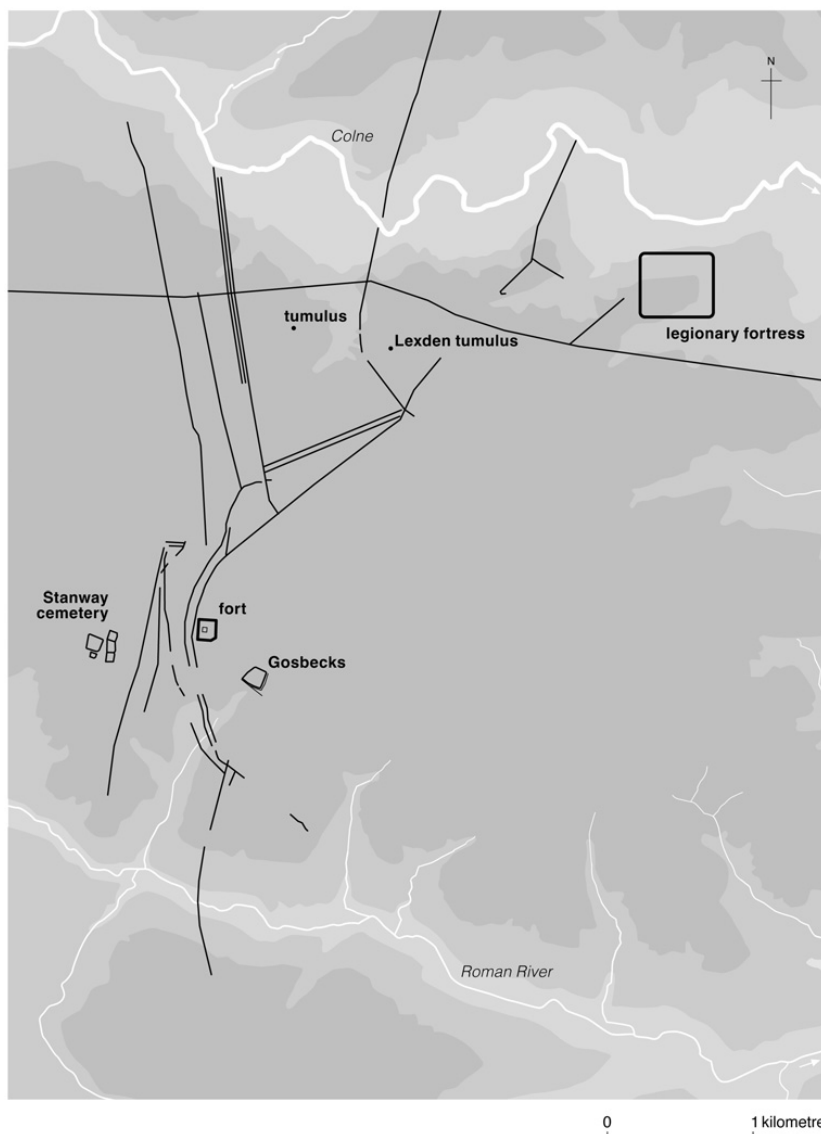 N
Colne
tumulus
Lexden tumulus
legionary fortress
Stanway
cemetery
fort
Gosbecks
Roman River
0
1 kilometre